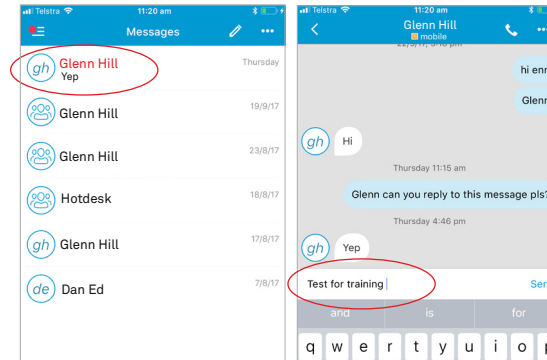 Telstra 11:20 am
Messages
gh Glenn Hill Thursday
Yep
Glenn Hill 19/9/17
Glenn Hill 23/8/17
Hotdesk 18/8/17
gh Glenn Hill 17/8/17
de Dan Ed 7/8/17
Telstra 11:20 am
Glenn Hill
mobile
hi
Glenn
gh Hi
Thursday 11:15 am
Glenn can you reply to this message pls?
Thursday 4:46 pm
gh Yep
Test for training
and is for
q w e r t y u i o p